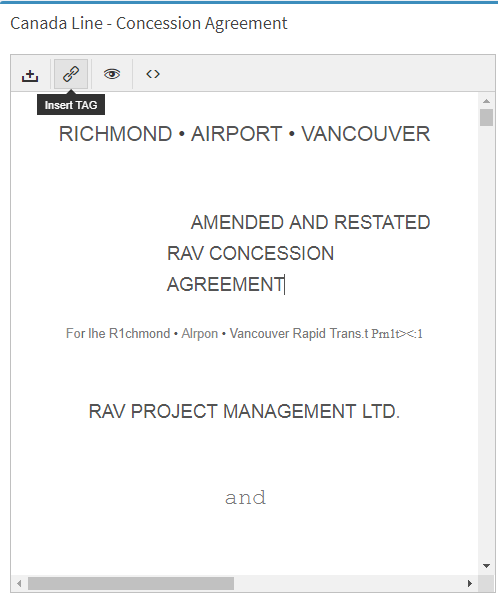 Canada Line - Concession Agreement
Insert TAG
RICHMOND • AIRPORT • VANCOUVER
AMENDED AND RESTATED
RAV CONCESSION
AGREEMENT
For lhe R1chmond • Alrpon • Vancouver Rapid Trans.t Pm1t><:1
RAV PROJECT MANAGEMENT LTD.
and